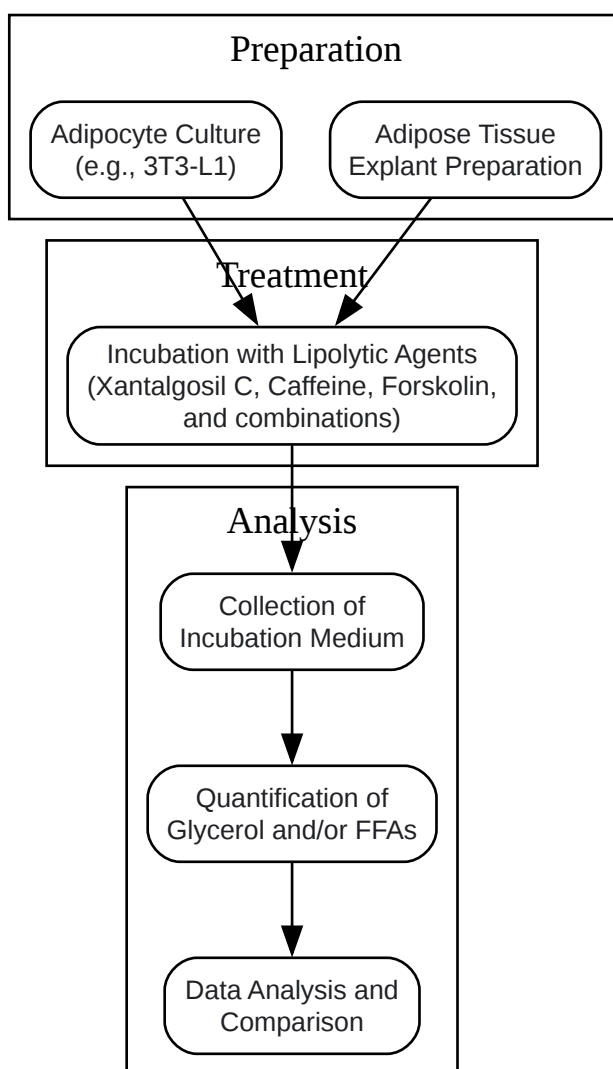 Preparation
Adipocyte Culture
(e.g., 3T3-L1)
Adipose Tissue
Explant Preparation
Treatment
Incubation with Lipolytic Agents
(Xantalgosil C, Caffeine, Forskolin,
and combinations)
Analysis
Collection of
Incubation Medium
Quantification of
Glycerol and/or FFAs
Data Analysis and
Comparison